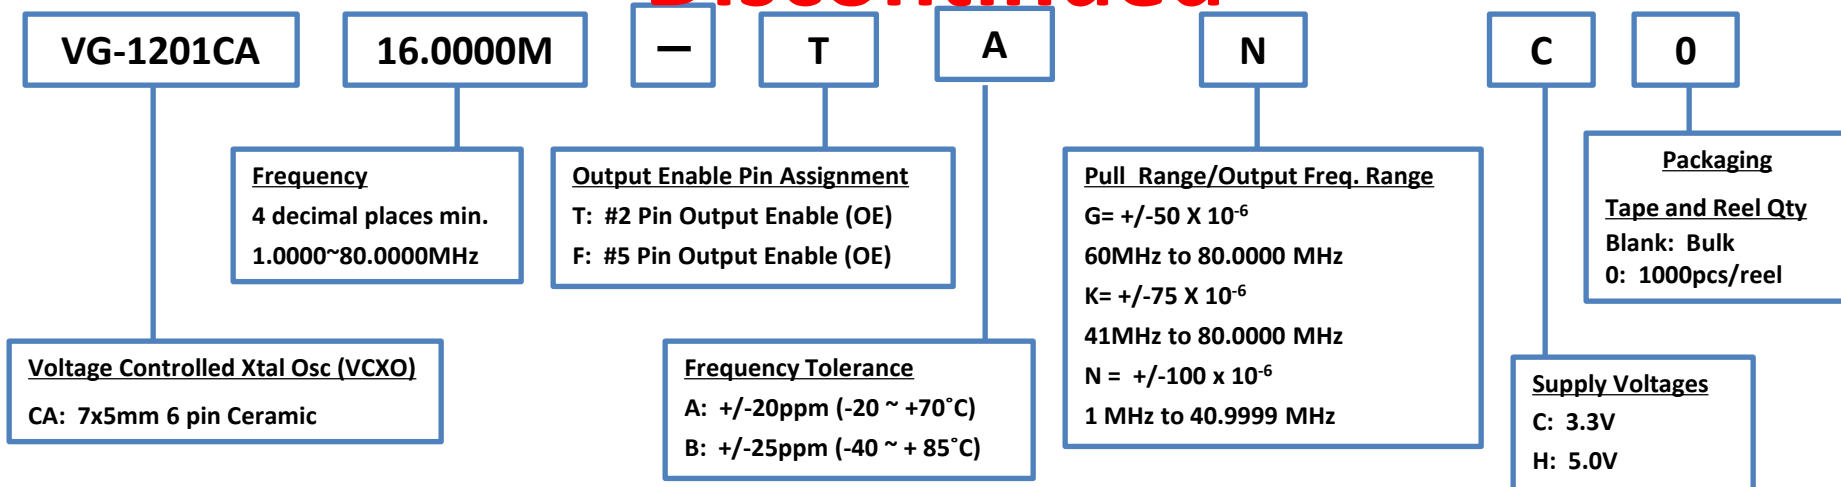 Discontinued
VG-1201CA 16.0000M — T A N C 0
Frequency
4 decimal places min.
1.0000~80.0000MHz
Output Enable Pin Assignment
T: #2 Pin Output Enable (OE)
F: #5 Pin Output Enable (OE)
Pull Range/Output Freq. Range
G= +/-50 X 10⁻⁶
60MHz to 80.0000 MHz
K= +/-75 X 10⁻⁶
41MHz to 80.0000 MHz
N = +/-100 x 10⁻⁶
1 MHz to 40.9999 MHz
Packaging
Tape and Reel Qty
Blank: Bulk
0: 1000pcs/reel
Voltage Controlled Xtal Osc (VCXO)
CA: 7x5mm 6 pin Ceramic
Frequency Tolerance
A: +/-20ppm (-20 ~ +70˚C)
B: +/-25ppm (-40 ~ + 85˚C)
Supply Voltages
C: 3.3V
H: 5.0V